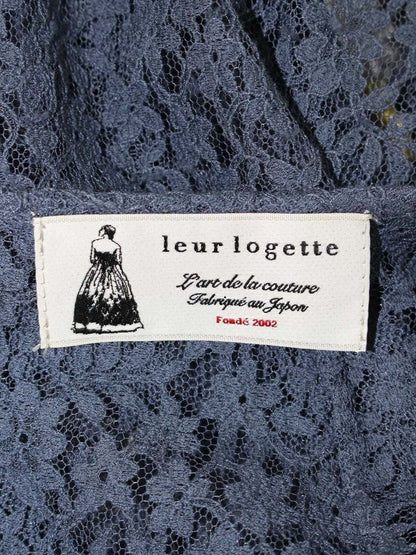 leur logette
L'art de la couture
Fabriqué au Japon
Fondé 2002